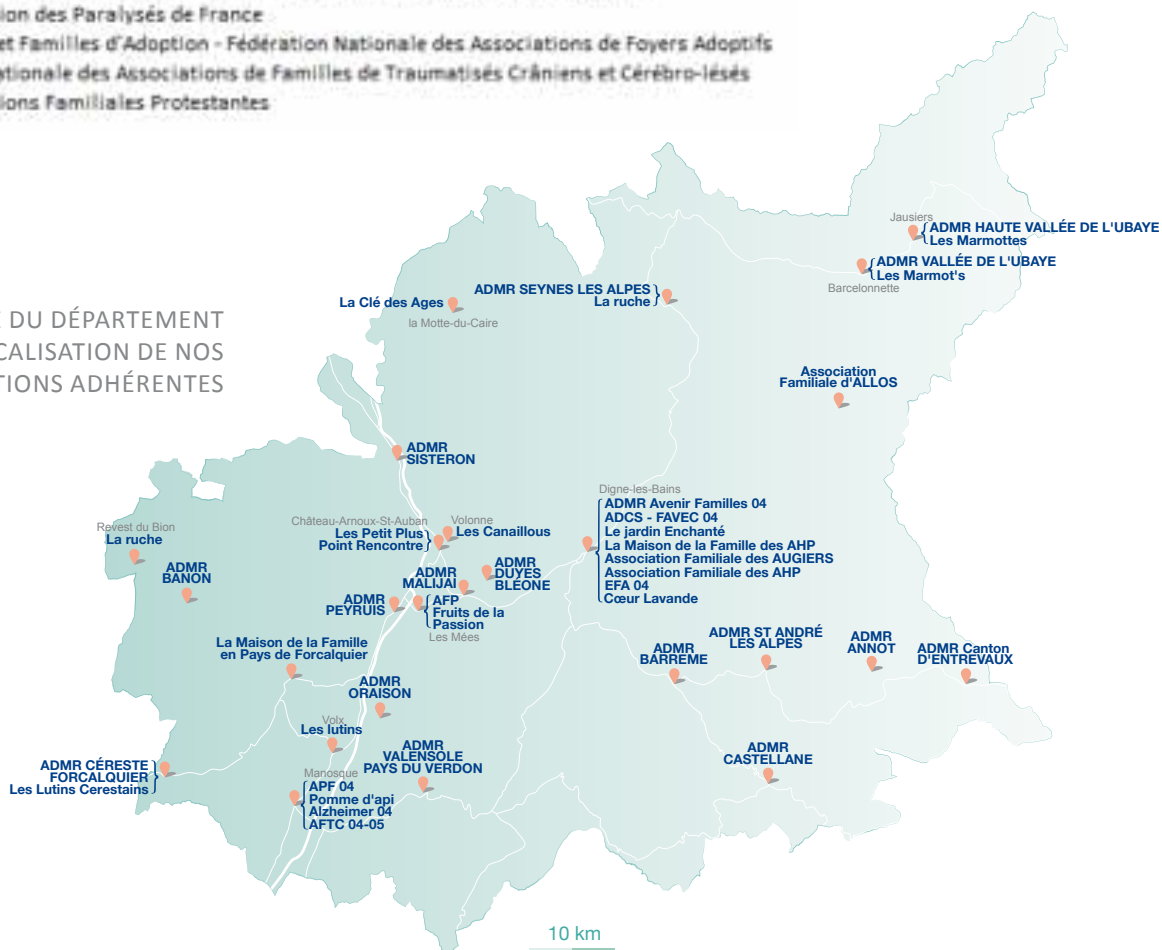 des Paralysés de France
et Familles d'Adoption - Fédération Nationale des Associations de Foyers Adoptifs
des Associations de Familles de Traumatisés Crâniens et Cérébro-lésés
Familiales Protestantes
DU DÉPARTEMENT
DE NOS
ADHÉRENTES
Jausiers
ADMR HAUTE VALLÉE DE L'UBAYE
Les Marmottes
ADMR VALLÉE DE L'UBAYE
Les Marmot's
Barcelonnette
ADMR SEYNES LES ALPES
La ruche
La Clé des Ages
la Motte-du-Caire
Association
Familiale d'ALLOS
ADMR
SISTERON
Digne-les-Bains
ADMR Avenir Familles 04
ADCS - FAVEC 04
Le jardin Enchanté
La Maison de la Famille des AHP
Association Familiale des AUGIERS
Association Familiale des AHP
EFA 04
Cœur Lavande
Revest du Bion
La ruche
ADMR
BANON
Château-Arnoux-St-Auban
Les Petit Plus
Point Rencontre
Volonne
Les Canaillous
ADMR
MALIJAI
ADMR
DUYES
BLÉONE
ADMR
PEYRUIS
AFP
Fruits de la
Passion
Les Mées
La Maison de la Famille
en Pays de Forcalquier
ADMR
ORAISON
ADMR
BARREME
ADMR ST ANDRÉ
LES ALPES
ADMR
ANNOT
ADMR Canton
D'ENTREVAUX
Volx
Les lutins
ADMR
VALENSOLE
PAYS DU VERDON
ADMR
CASTELLANE
ADMR CÉRESTE
FORCALQUIER
Les Lutins Cerestains
Manosque
APF 04
Pomme d'api
Alzheimer 04
AFTC 04-05
10 km